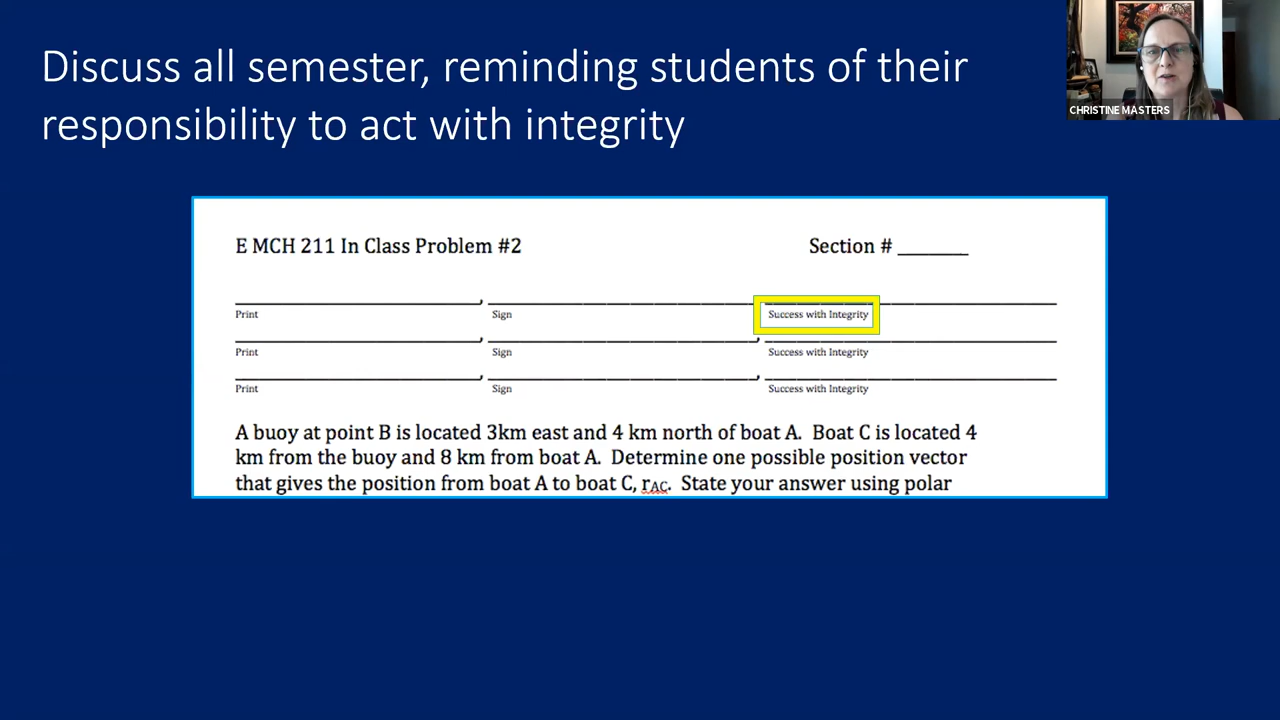 Discuss all semester, reminding students of their
responsibility to act with integrity
CHRISTINE MASTERS
E MCH 211 In Class Problem #2 Section # ________
Print Sign Success with Integrity
Print Sign Success with Integrity
Print Sign Success with Integrity
A buoy at point B is located 3km east and 4 km north of boat A. Boat C is located 4
km from the buoy and 8 km from boat A. Determine one possible position vector
that gives the position from boat A to boat C, rAC. State your answer using polar